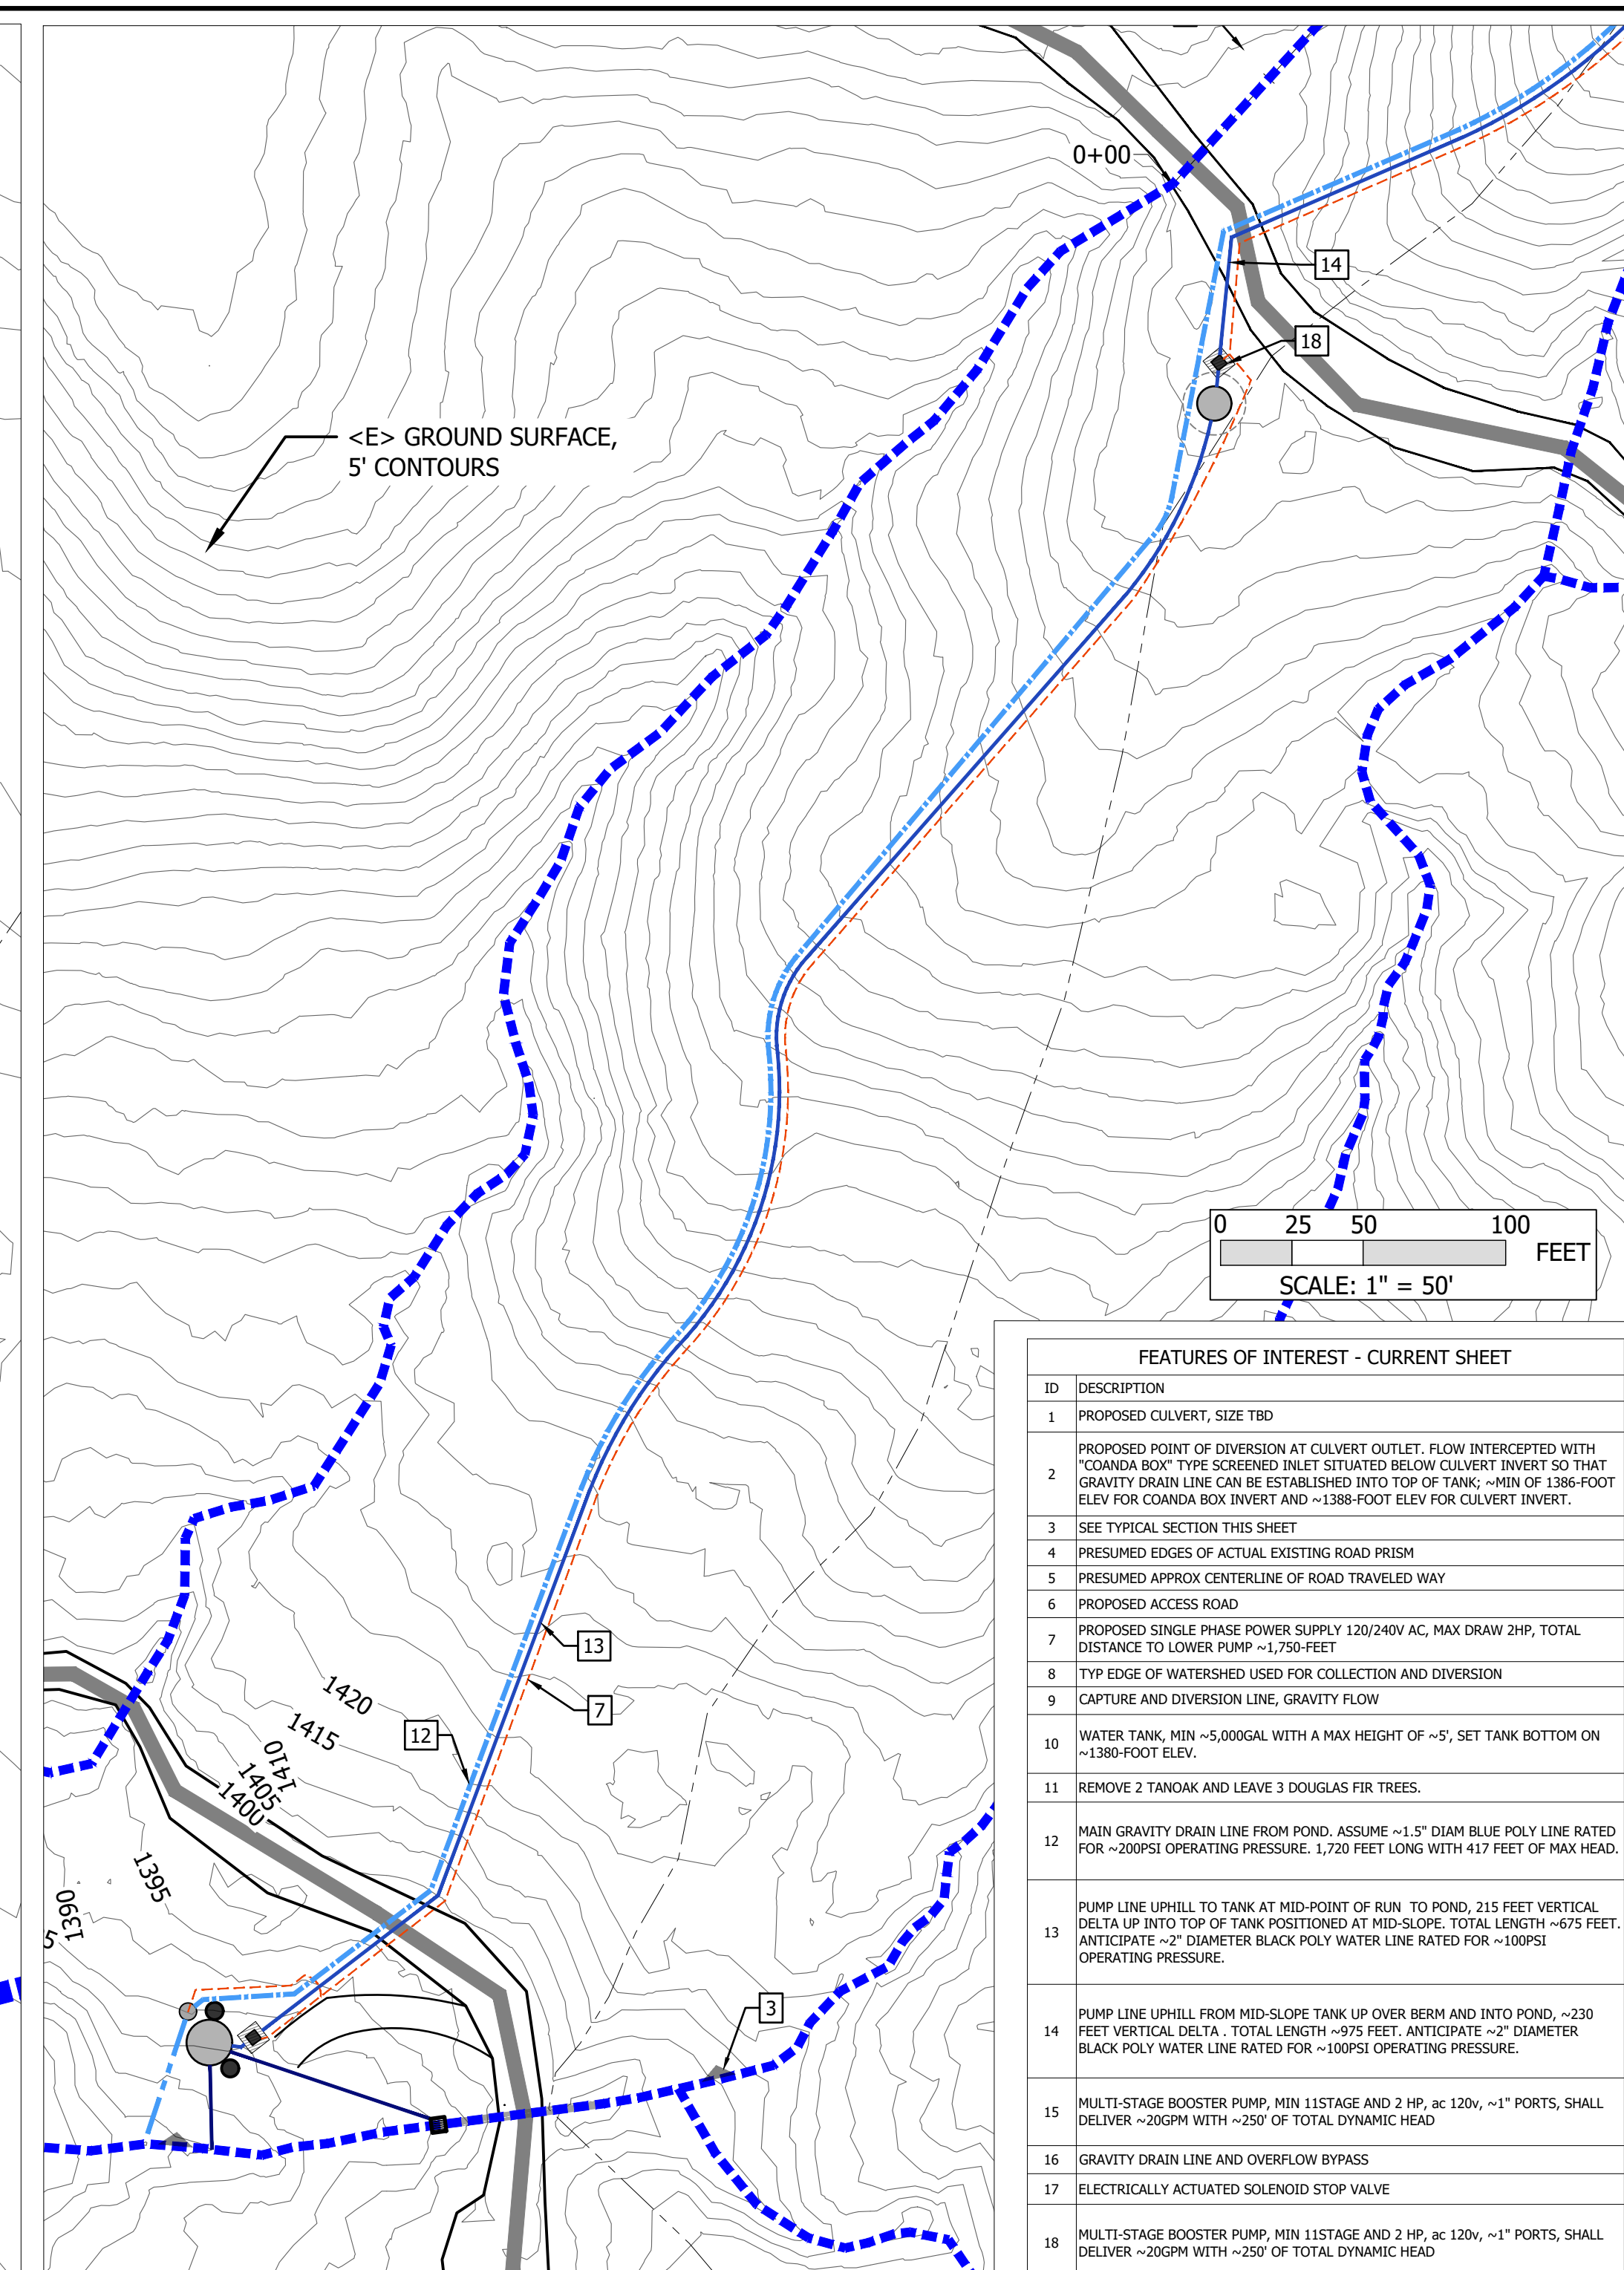 0+00
14
18
<E> GROUND SURFACE,
5' CONTOURS
0 25 50 100
FEET
SCALE: 1" = 50'
13
7
12
1420
1415
1410
1405
1400
1395
1390
5
3
FEATURES OF INTEREST - CURRENT SHEET
ID DESCRIPTION
1 PROPOSED CULVERT, SIZE TBD
2 PROPOSED POINT OF DIVERSION AT CULVERT OUTLET. FLOW INTERCEPTED WITH
"COANDA BOX" TYPE SCREENED INLET SITUATED BELOW CULVERT INVERT SO THAT
GRAVITY DRAIN LINE CAN BE ESTABLISHED INTO TOP OF TANK; ~MIN OF 1386-FOOT
ELEV FOR COANDA BOX INVERT AND ~1388-FOOT ELEV FOR CULVERT INVERT.
3 SEE TYPICAL SECTION THIS SHEET
4 PRESUMED EDGES OF ACTUAL EXISTING ROAD PRISM
5 PRESUMED APPROX CENTERLINE OF ROAD TRAVELED WAY
6 PROPOSED ACCESS ROAD
7 PROPOSED SINGLE PHASE POWER SUPPLY 120/240V AC, MAX DRAW 2HP, TOTAL
DISTANCE TO LOWER PUMP ~1,750-FEET
8 TYP EDGE OF WATERSHED USED FOR COLLECTION AND DIVERSION
9 CAPTURE AND DIVERSION LINE, GRAVITY FLOW
10 WATER TANK, MIN ~5,000GAL WITH A MAX HEIGHT OF ~5', SET TANK BOTTOM ON
~1380-FOOT ELEV.
11 REMOVE 2 TANOAK AND LEAVE 3 DOUGLAS FIR TREES.
12 MAIN GRAVITY DRAIN LINE FROM POND. ASSUME ~1.5" DIAM BLUE POLY LINE RATED
FOR ~200PSI OPERATING PRESSURE. 1,720 FEET LONG WITH 417 FEET OF MAX HEAD.
13 PUMP LINE UPHILL TO TANK AT MID-POINT OF RUN TO POND, 215 FEET VERTICAL
DELTA UP INTO TOP OF TANK POSITIONED AT MID-SLOPE. TOTAL LENGTH ~675 FEET.
ANTICIPATE ~2" DIAMETER BLACK POLY WATER LINE RATED FOR ~100PSI
OPERATING PRESSURE.
14 PUMP LINE UPHILL FROM MID-SLOPE TANK UP OVER BERM AND INTO POND, ~230
FEET VERTICAL DELTA . TOTAL LENGTH ~975 FEET. ANTICIPATE ~2" DIAMETER
BLACK POLY WATER LINE RATED FOR ~100PSI OPERATING PRESSURE.
15 MULTI-STAGE BOOSTER PUMP, MIN 11STAGE AND 2 HP, ac 120v, ~1" PORTS, SHALL
DELIVER ~20GPM WITH ~250' OF TOTAL DYNAMIC HEAD
16 GRAVITY DRAIN LINE AND OVERFLOW BYPASS
17 ELECTRICALLY ACTUATED SOLENOID STOP VALVE
18 MULTI-STAGE BOOSTER PUMP, MIN 11STAGE AND 2 HP, ac 120v, ~1" PORTS, SHALL
DELIVER ~20GPM WITH ~250' OF TOTAL DYNAMIC HEAD